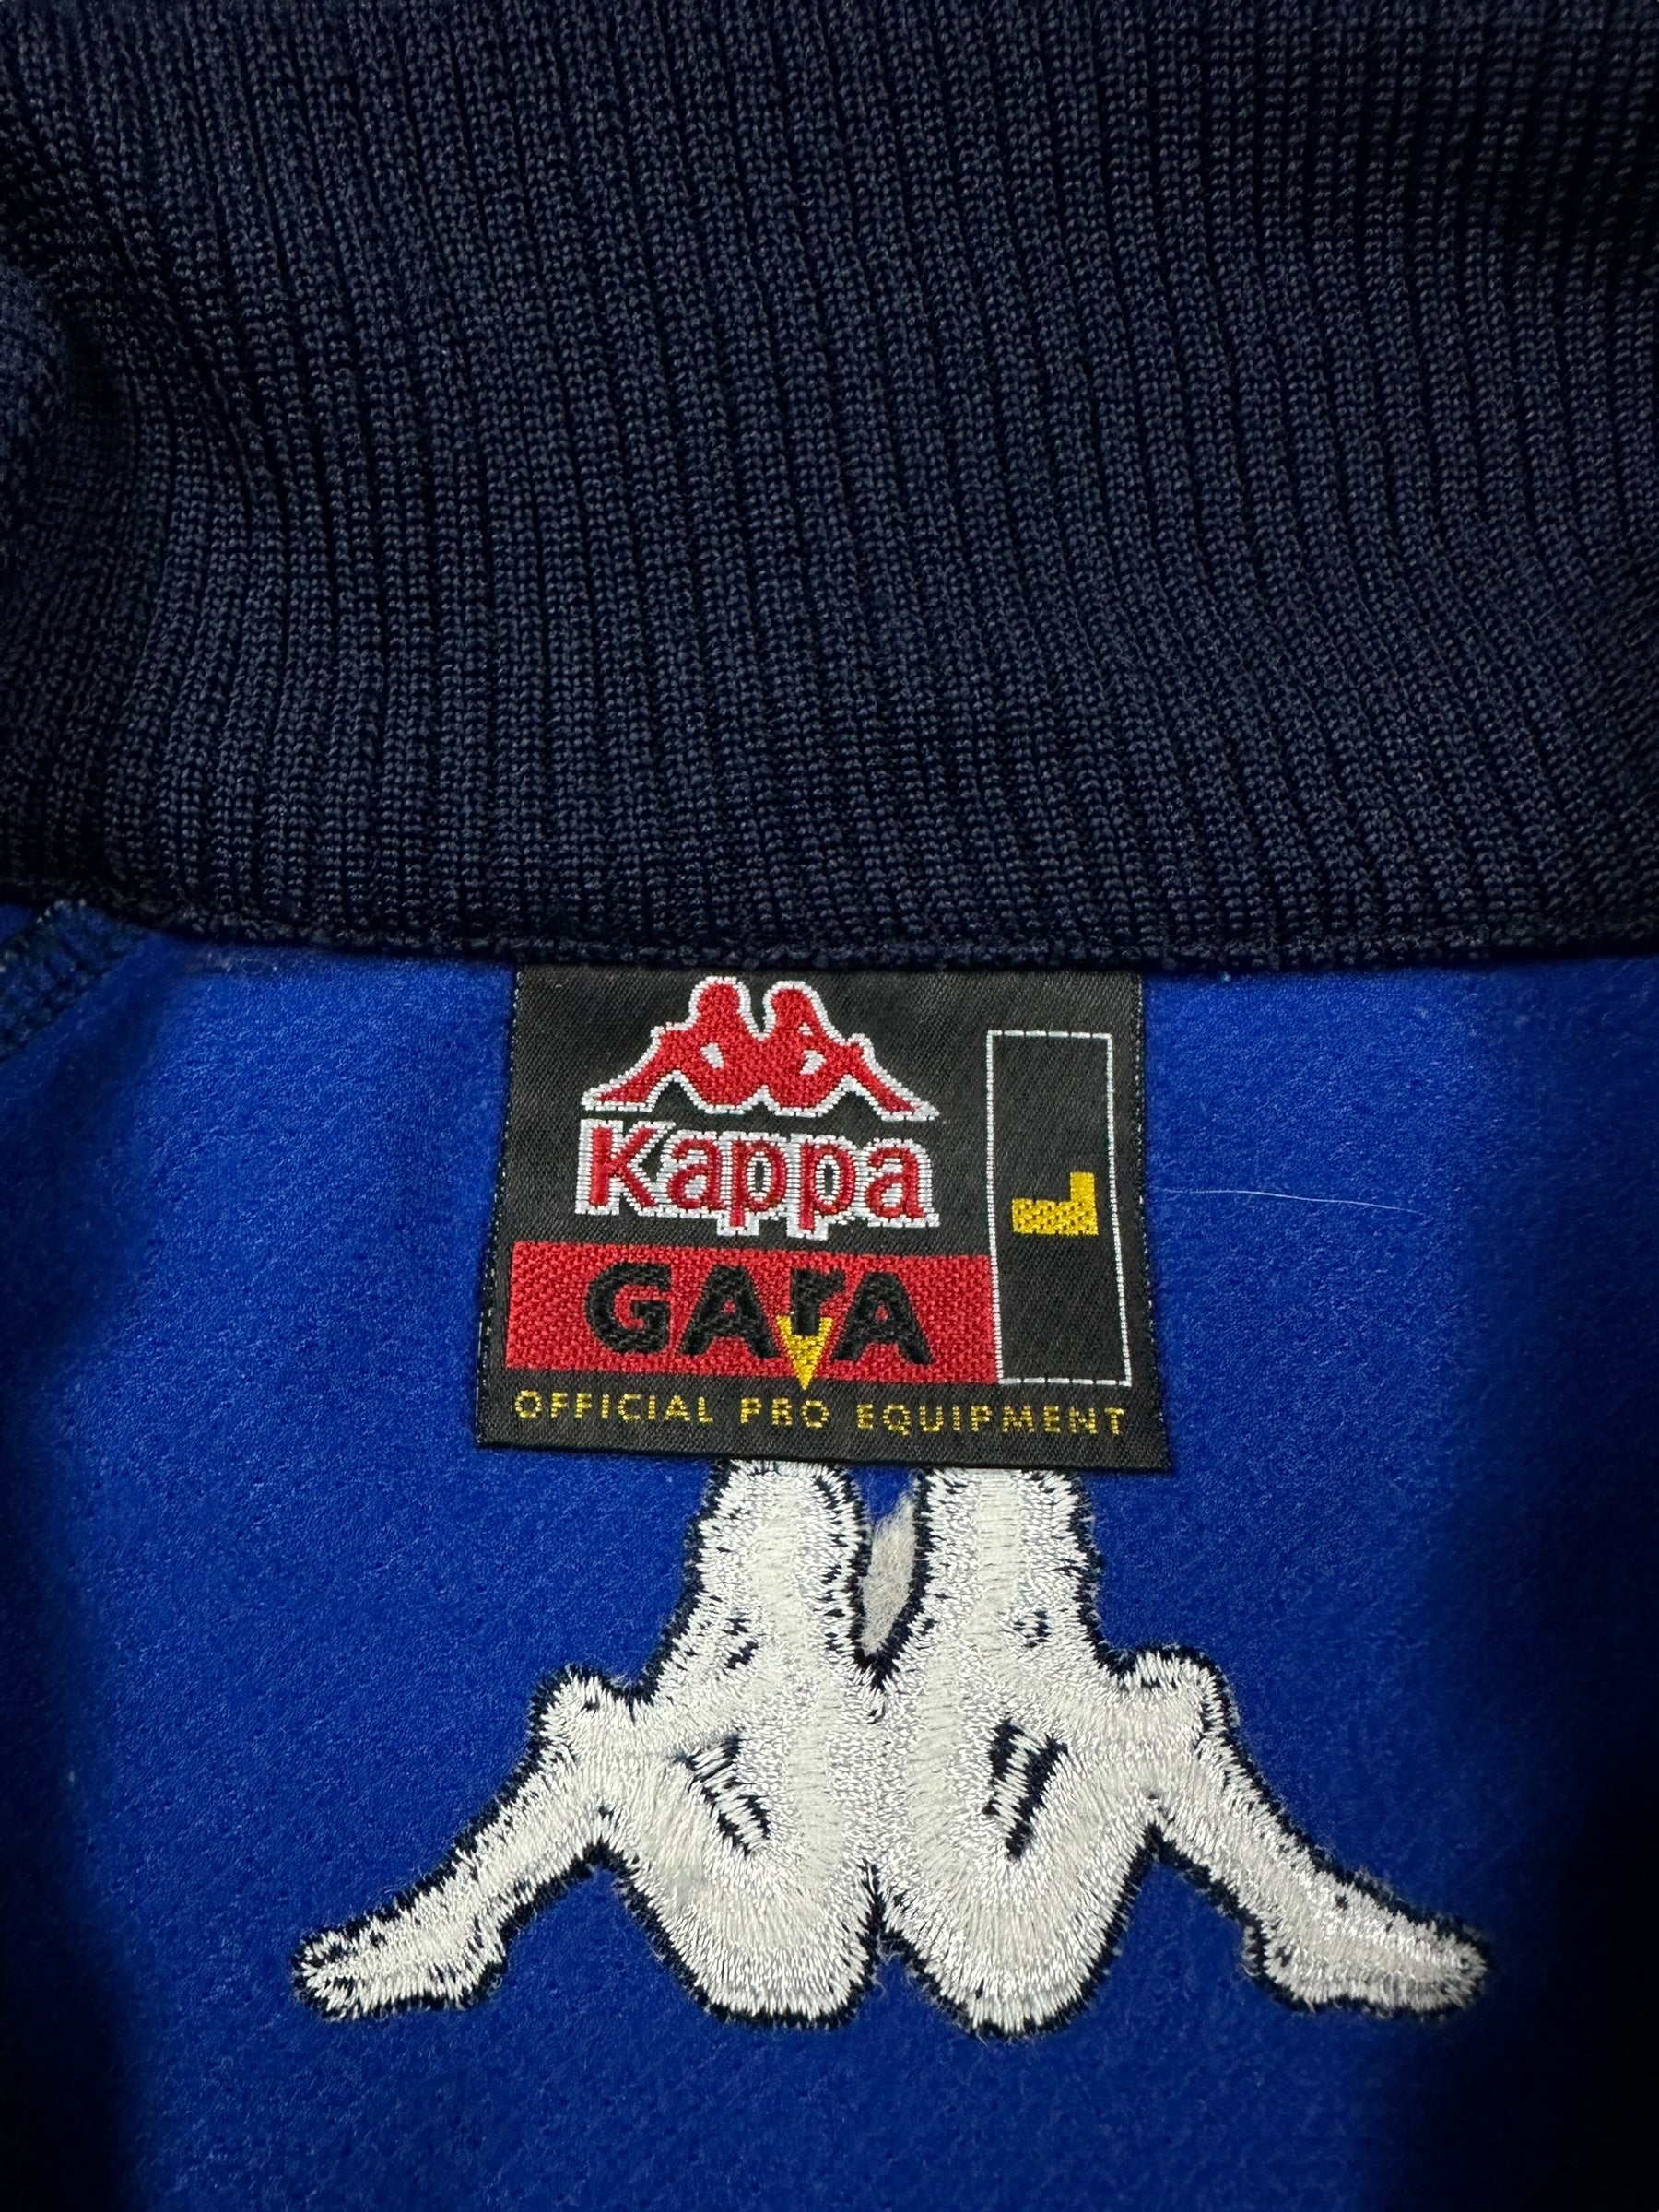 Kappa
L
GArA
OFFICIAL PRO EQUIPMENT